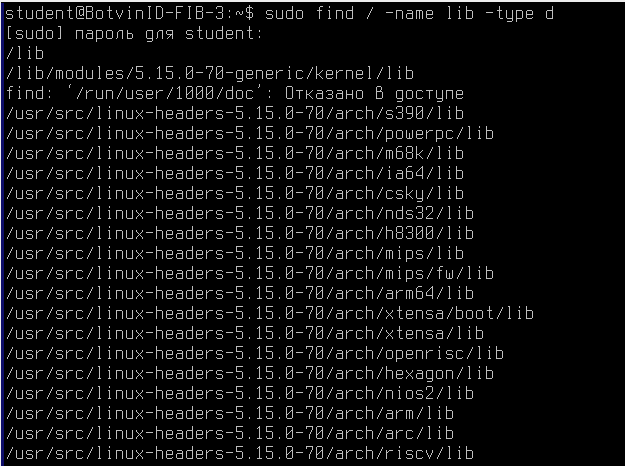 student@BotvinID-FIB-3:~$ sudo find / -name lib -type d
[sudo] пароль для student:
/lib
/lib/modules/5.15.0-70-generic/kernel/lib
find: ‘/run/user/1000/doc’: Отказано в доступе
/usr/src/linux-headers-5.15.0-70/arch/s390/lib
/usr/src/linux-headers-5.15.0-70/arch/powerpc/lib
/usr/src/linux-headers-5.15.0-70/arch/m68k/lib
/usr/src/linux-headers-5.15.0-70/arch/ia64/lib
/usr/src/linux-headers-5.15.0-70/arch/csky/lib
/usr/src/linux-headers-5.15.0-70/arch/nds32/lib
/usr/src/linux-headers-5.15.0-70/arch/h8300/lib
/usr/src/linux-headers-5.15.0-70/arch/mips/lib
/usr/src/linux-headers-5.15.0-70/arch/mips/fw/lib
/usr/src/linux-headers-5.15.0-70/arch/arm64/lib
/usr/src/linux-headers-5.15.0-70/arch/xtensa/boot/lib
/usr/src/linux-headers-5.15.0-70/arch/xtensa/lib
/usr/src/linux-headers-5.15.0-70/arch/openrisc/lib
/usr/src/linux-headers-5.15.0-70/arch/hexagon/lib
/usr/src/linux-headers-5.15.0-70/arch/nios2/lib
/usr/src/linux-headers-5.15.0-70/arch/arm/lib
/usr/src/linux-headers-5.15.0-70/arch/arc/lib
/usr/src/linux-headers-5.15.0-70/arch/riscv/lib